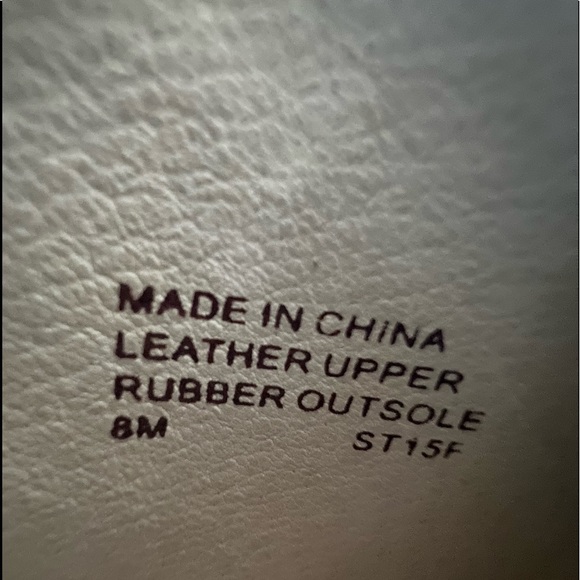 MADE IN CHINA
LEATHER UPPER
RUBBER OUTSOLE
8M ST15F